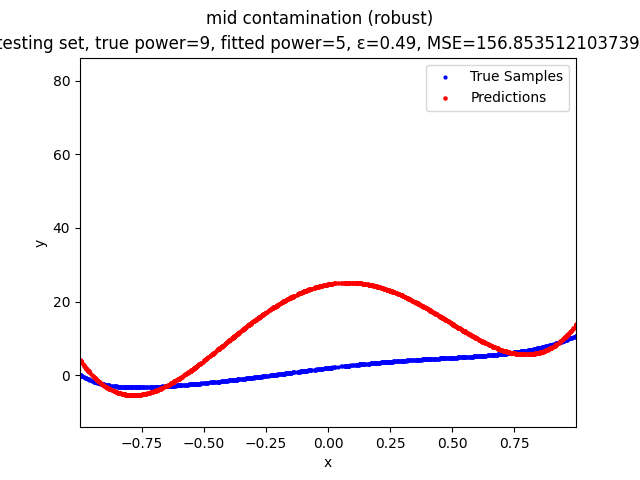 mid contamination (robust)
testing set, true power=9, fitted power=5, ε=0.49, MSE=156.853512103739
True Samples
Predictions
80
60
40
20
0
y
−0.75 −0.50 −0.25 0.00 0.25 0.50 0.75
x